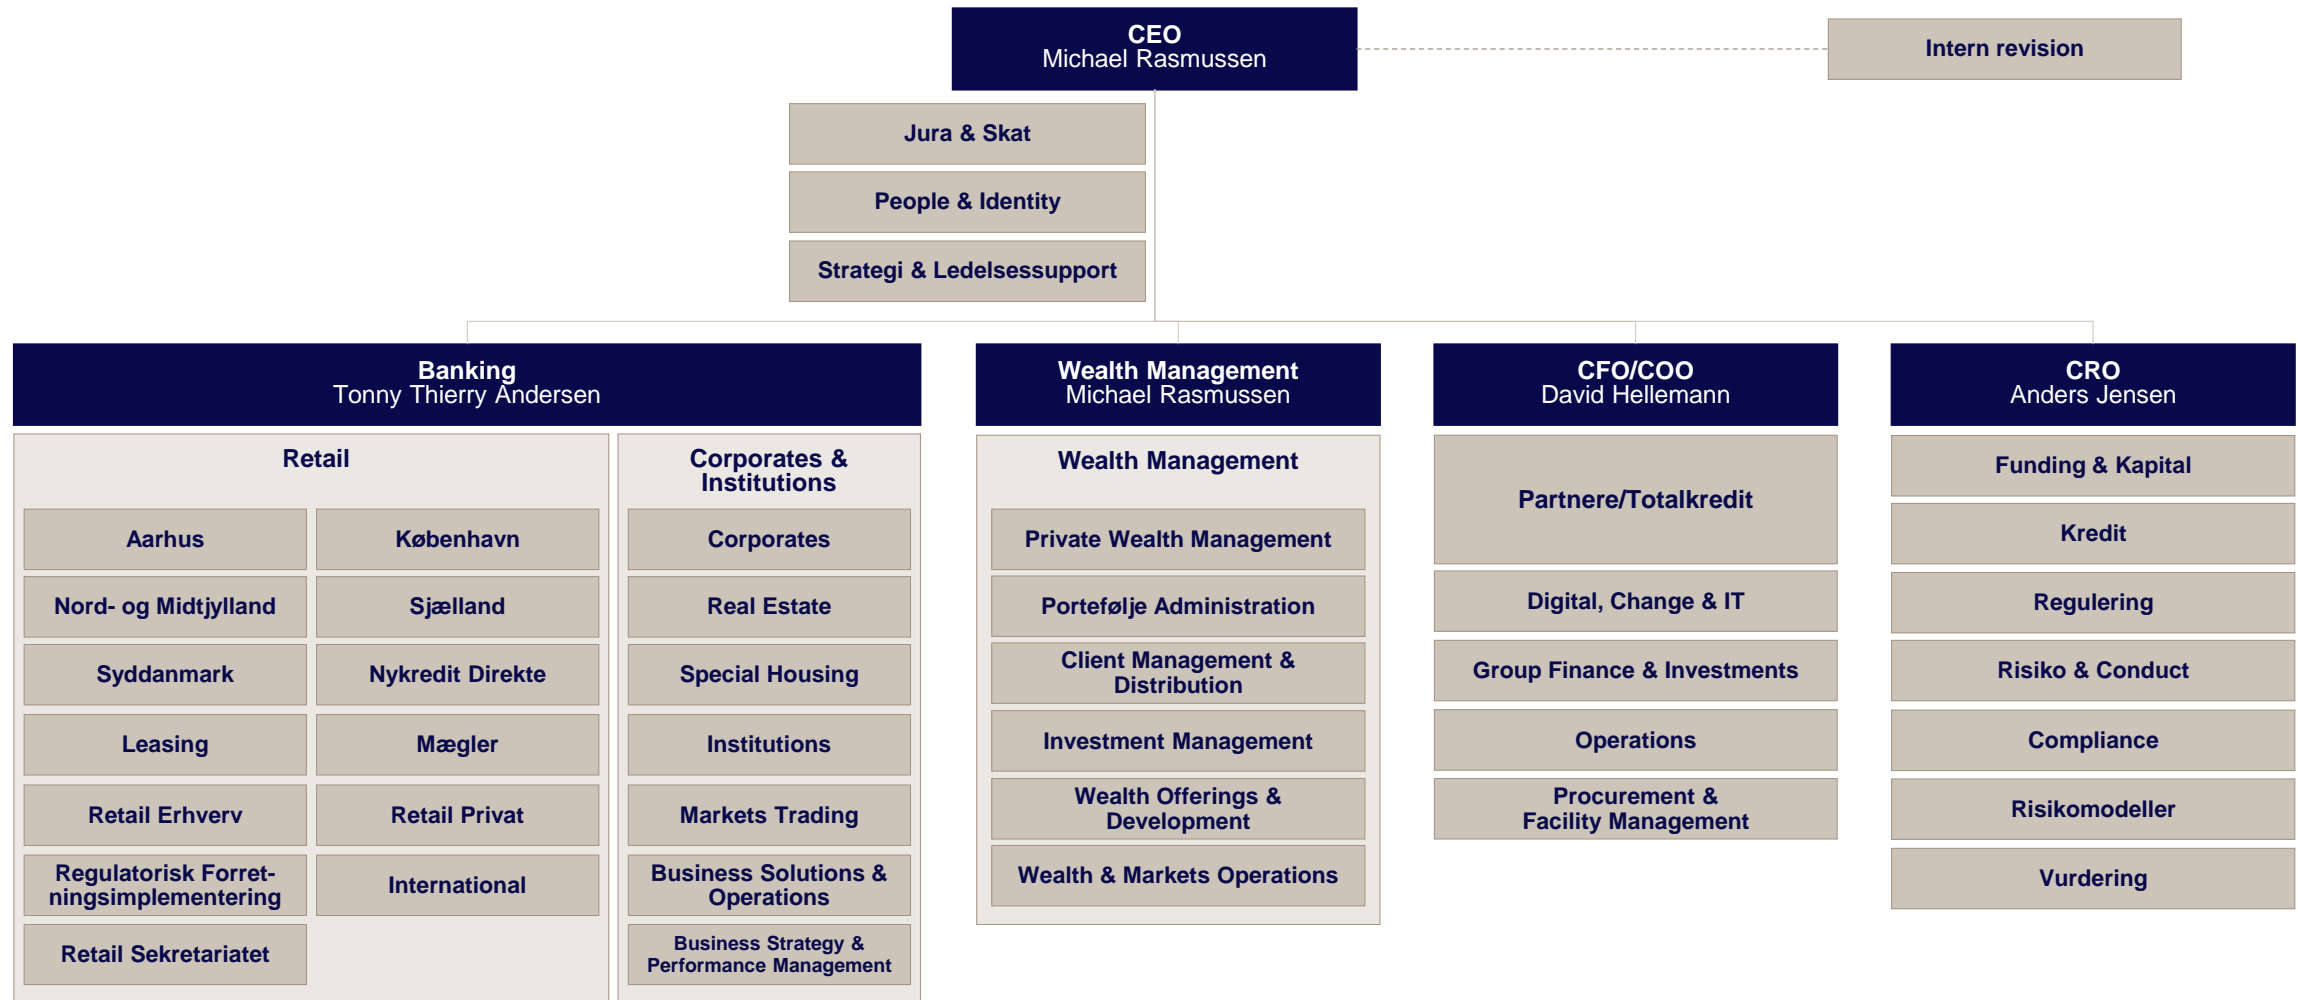 CEO
Michael Rasmussen
Intern revision
Jura & Skat
People & Identity
Strategi & Ledelsessupport
Banking
Tonny Thierry Andersen
Retail
Aarhus
København
Nord- og Midtjylland
Sjælland
Syddanmark
Nykredit Direkte
Leasing
Mægler
Retail Erhverv
Retail Privat
Regulatorisk Forret-
ningsimplementering
International
Retail Sekretariatet
Corporates &
Institutions
Corporates
Real Estate
Special Housing
Institutions
Markets Trading
Business Solutions &
Operations
Business Strategy &
Performance Management
Wealth Management
Michael Rasmussen
Wealth Management
Private Wealth Management
Portefølje Administration
Client Management &
Distribution
Investment Management
Wealth Offerings &
Development
Wealth & Markets Operations
CFO/COO
David Hellemann
Partnere/Totalkredit
Digital, Change & IT
Group Finance & Investments
Operations
Procurement &
Facility Management
CRO
Anders Jensen
Funding & Kapital
Kredit
Regulering
Risiko & Conduct
Compliance
Risikomodeller
Vurdering